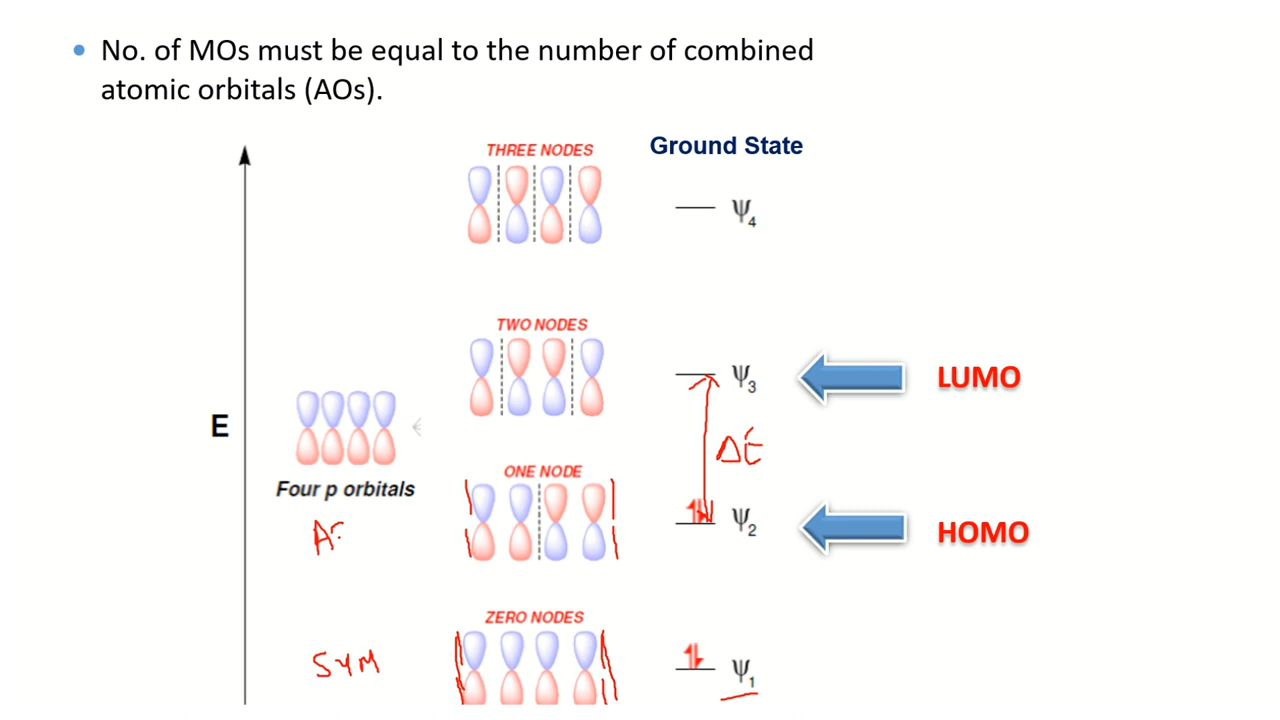 • No. of MOs must be equal to the number of combined
atomic orbitals (AOs).
Ground State
THREE NODES
Ψ4
TWO NODES
Ψ3
LUMO
E
ΔE
Four p orbitals
ONE NODE
Ψ2
HOMO
ZERO NODES
SYM
Ψ1